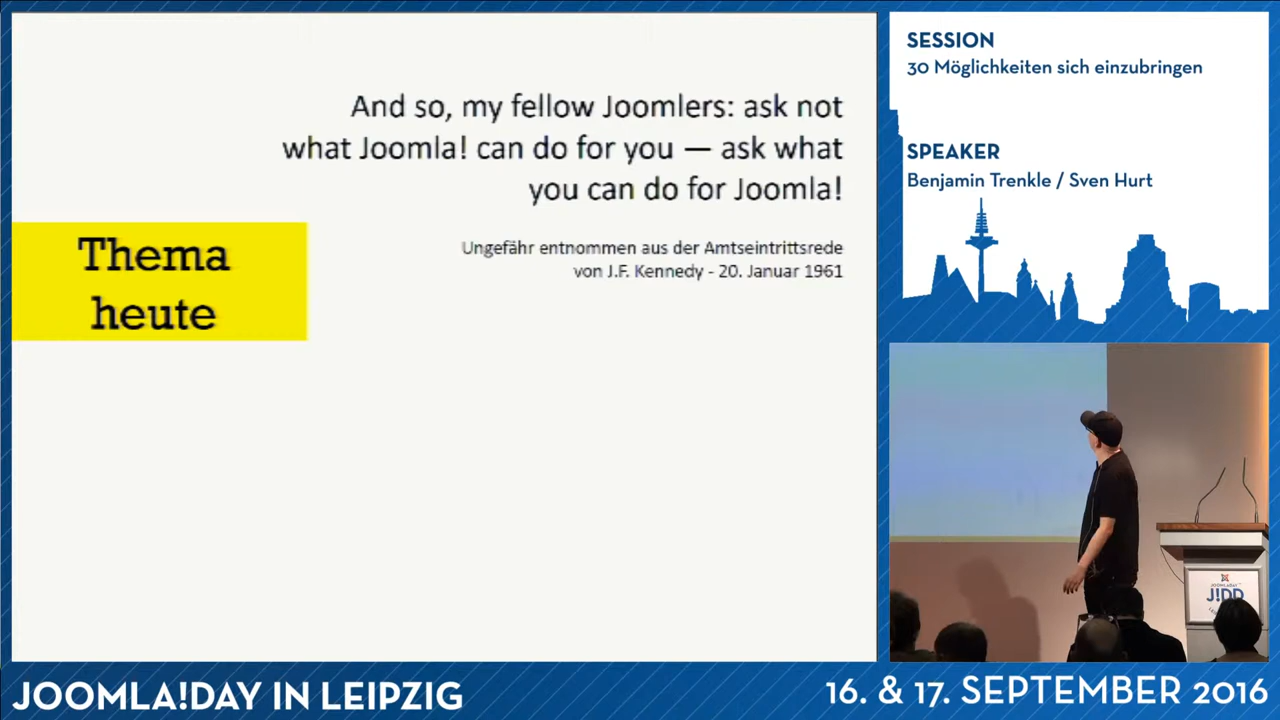 And so, my fellow Joomlers: ask not
what Joomla! can do for you — ask what
you can do for Joomla!
Ungefähr entnommen aus der Amtseintrittsrede
von J.F. Kennedy - 20. Januar 1961
Thema
heute
SESSION
30 Möglichkeiten sich einzubringen
SPEAKER
Benjamin Trenkle / Sven Hurt
JOOMLADAY
J!DD
JOOMLA!DAY IN LEIPZIG
16. & 17. SEPTEMBER 2016